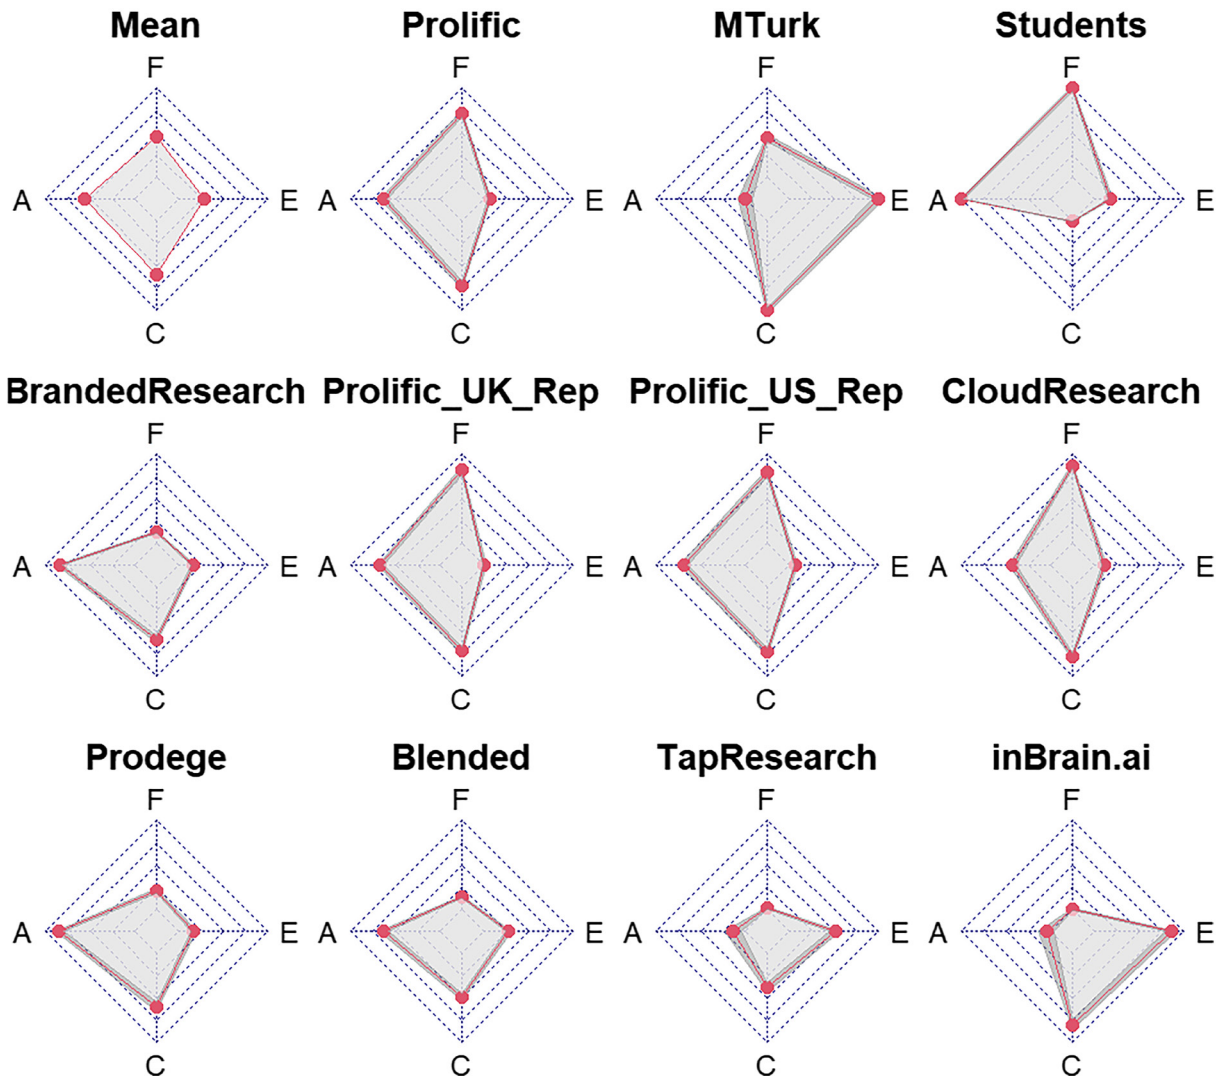 Mean Prolific MTurk Students
F F F F
A E A E A E A E
C C C C
BrandedResearch Prolific_UK_Rep Prolific_US_Rep CloudResearch
F F F F
A E A E A E A E
C C C C
Prodege Blended TapResearch inBrain.ai
F F F F
A E A E A E A E
C C C C